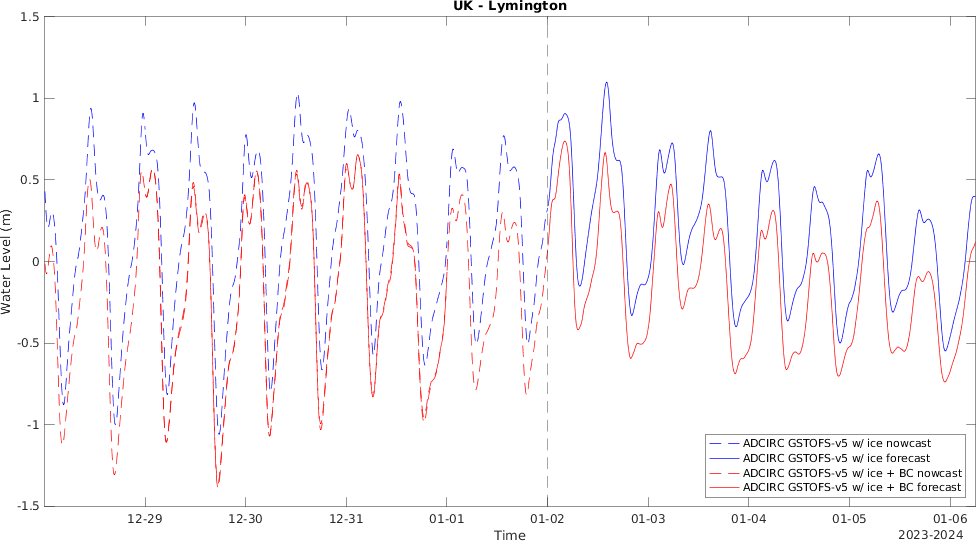 UK - Lymington
1.5
1
0.5
0
-0.5
-1
-1.5
Water Level (m)
12-29
12-30
12-31
01-01
01-02
01-03
01-04
01-05
01-06
Time
2023-2024
ADCIRC GSTOFS-v5 w/ ice nowcast
ADCIRC GSTOFS-v5 w/ ice forecast
ADCIRC GSTOFS-v5 w/ ice + BC nowcast
ADCIRC GSTOFS-v5 w/ ice + BC forecast